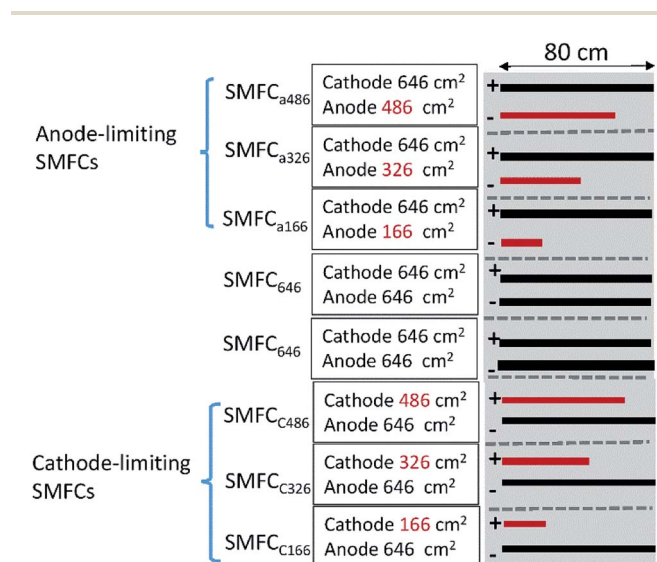 80 cm
Anode-limiting
SMFCs
SMFCa486
Cathode 646 cm²
Anode 486 cm²
+
-
SMFCa326
Cathode 646 cm²
Anode 326 cm²
+
-
SMFCa166
Cathode 646 cm²
Anode 166 cm²
+
-
SMFC646
Cathode 646 cm²
Anode 646 cm²
+
-
SMFC646
Cathode 646 cm²
Anode 646 cm²
+
-
Cathode-limiting
SMFCs
SMFCC486
Cathode 486 cm²
Anode 646 cm²
+
-
SMFCC326
Cathode 326 cm²
Anode 646 cm²
+
-
SMFCC166
Cathode 166 cm²
Anode 646 cm²
+
-